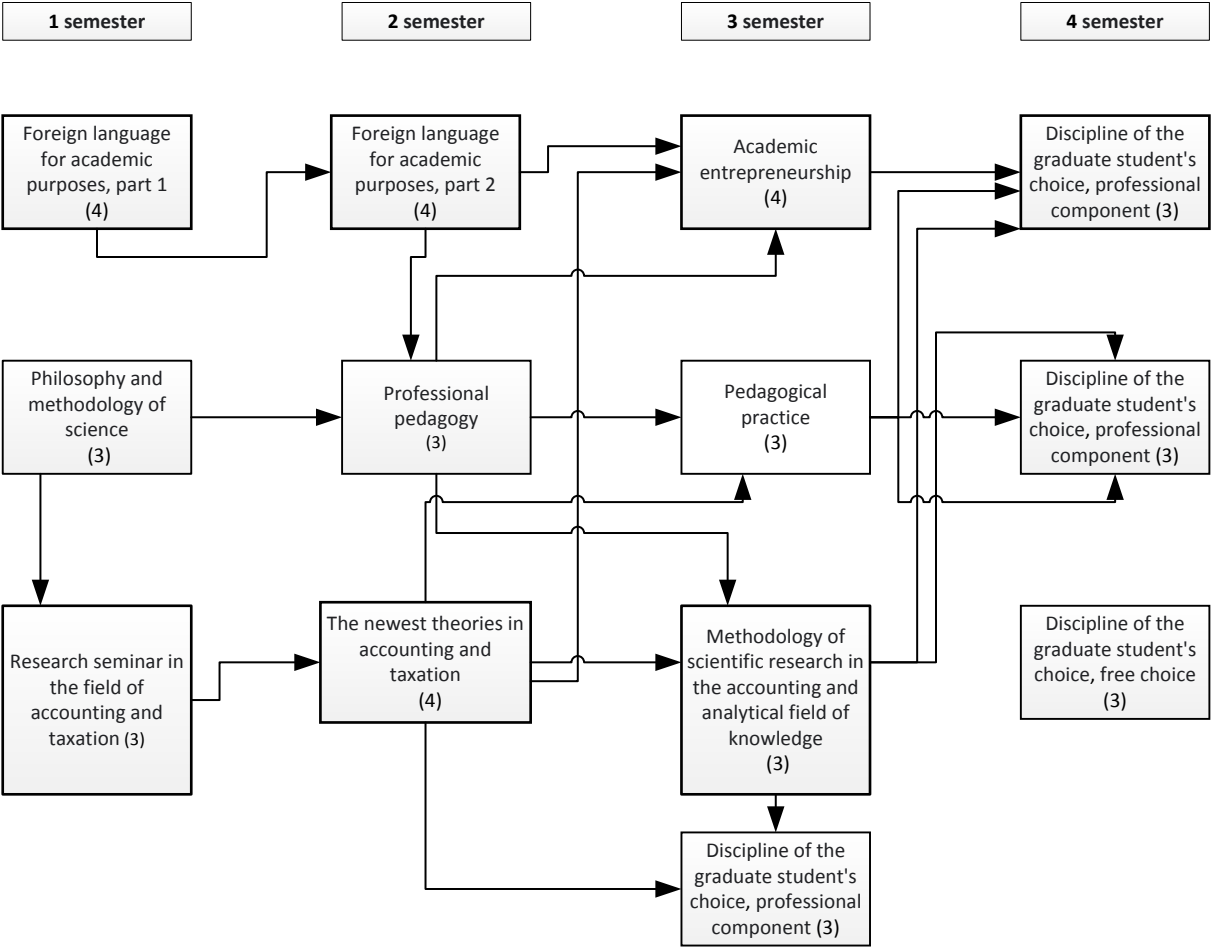 1 semester
2 semester
3 semester
4 semester
Foreign language
for academic
purposes, part 1
(4)
Foreign language
for academic
purposes, part 2
(4)
Academic
entrepreneurship
(4)
Discipline of the
graduate student's
choice, professional
component (3)
Philosophy and
methodology of
science
(3)
Professional
pedagogy
(3)
Pedagogical
practice
(3)
Discipline of the
graduate student's
choice, professional
component (3)
Research seminar in
the field of
accounting and
taxation (3)
The newest theories in
accounting and
taxation
(4)
Methodology of
scientific research in
the accounting and
analytical field of
knowledge
(3)
Discipline of the
graduate student's
choice, free choice
(3)
Discipline of the
graduate student's
choice, professional
component (3)